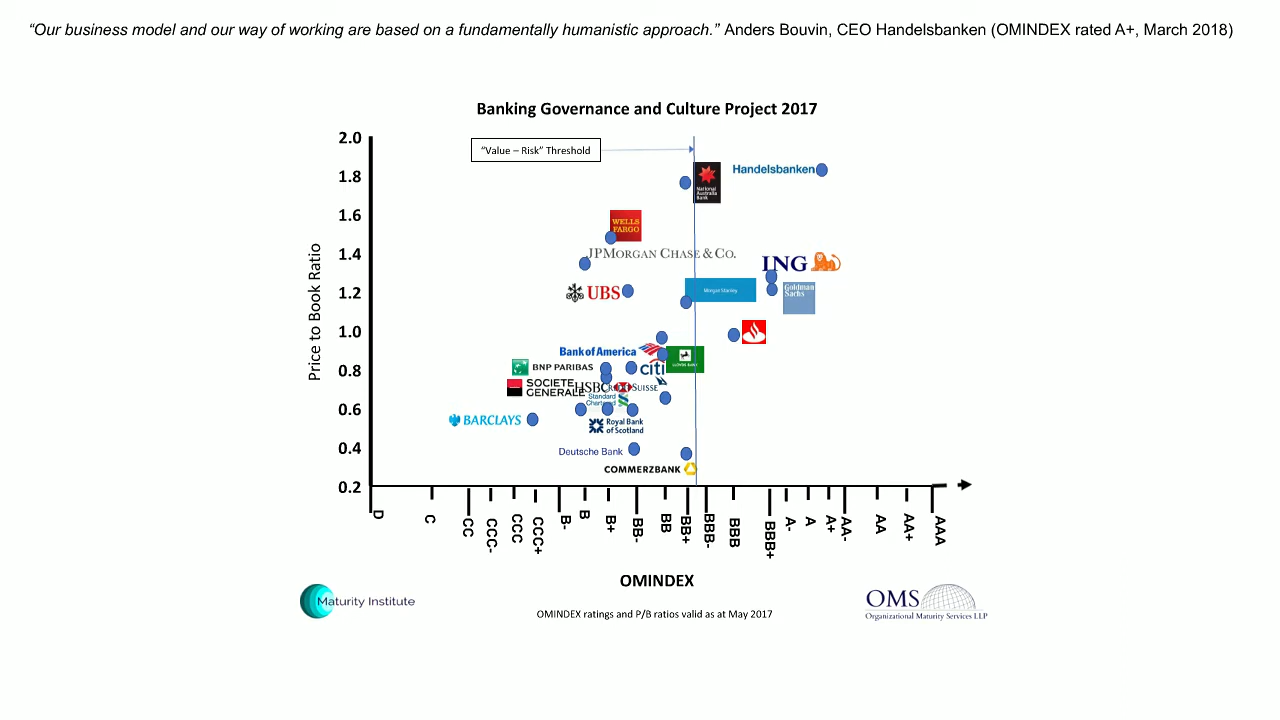 “Our business model and our way of working are based on a fundamentally humanistic approach.” Anders Bouvin, CEO Handelsbanken (OMINDEX rated A+, March 2018)
Banking Governance and Culture Project 2017
2.0
“Value – Risk” Threshold
1.8
National
Australia
Bank
Handelsbanken
1.6
WELLS
FARGO
1.4
JPMORGAN CHASE & CO.
ING
Price to Book Ratio
1.2
UBS
Morgan Stanley
Goldman
Sachs
1.0
Bank of America
LLOYDS BANK
0.8
BNP PARIBAS
citi
SOCIETE
GENERALE
HSBC
CREDIT SUISSE
Standard
Chartered
0.6
BARCLAYS
Royal Bank
of Scotland
0.4
Deutsche Bank
COMMERZBANK
0.2
D
C
CC
CCC-
CCC
CCC+
B-
B
B+
BB-
BB
BB+
BBB-
BBB
BBB+
A-
A
A+
AA-
AA
AA+
AAA
OMINDEX
Maturity Institute
OMINDEX ratings and P/B ratios valid as at May 2017
OMS
Organizational Maturity Services LLP